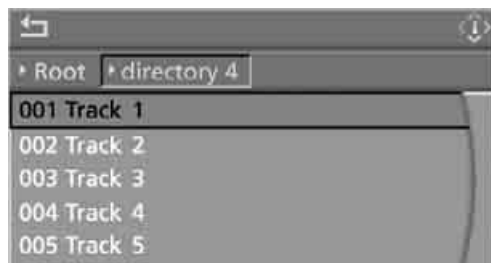 Root directory 4
001 Track 1
002 Track 2
003 Track 3
004 Track 4
005 Track 5